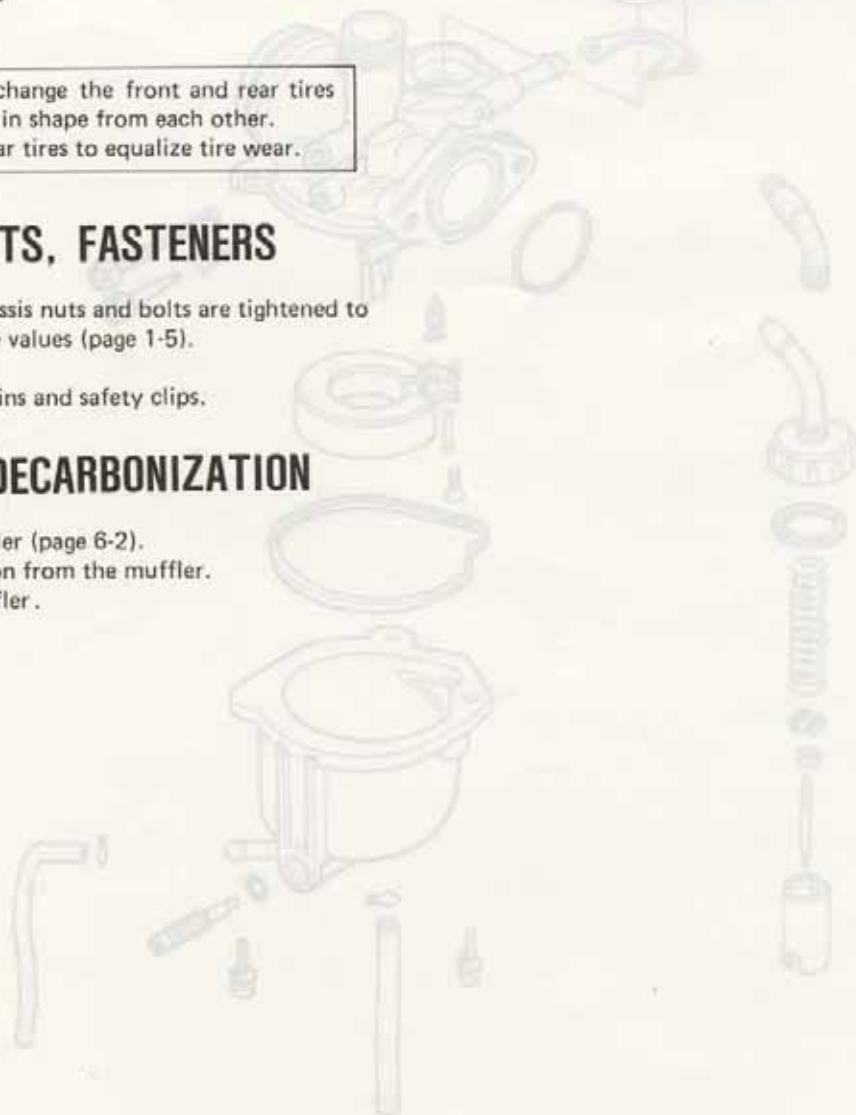 change the front and rear tires
in shape from each other.
ar tires to equalize tire wear.
TS, FASTENERS
ssis nuts and bolts are tightened to
values (page 1-5).
ins and safety clips.
DECARBONIZATION
ler (page 6-2).
on from the muffler.
fler.